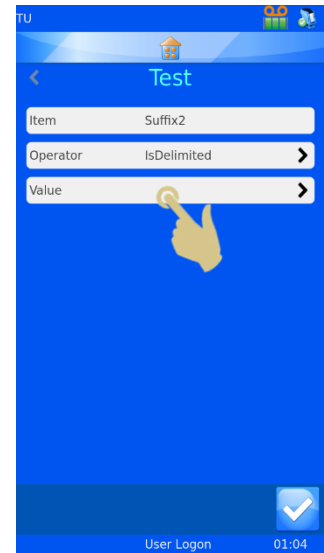 TU
Test
Item Suffix2
Operator IsDelimited
Value
User Logon 01:04